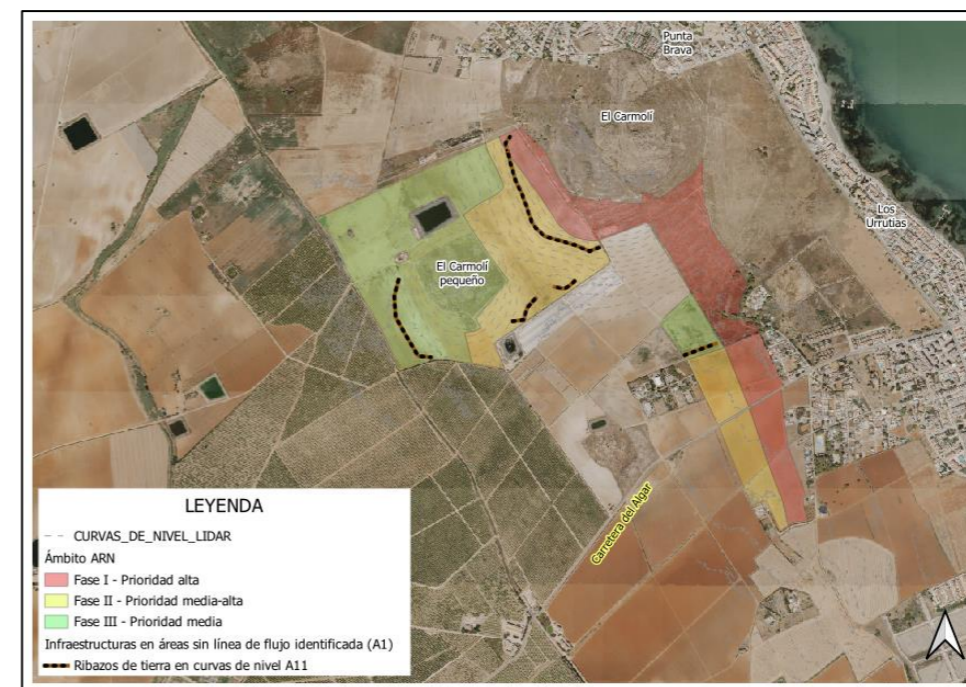 Punta
Brava
El Carmolí
Los
Urrutias
El Carmolí
pequeño
Carretera del Algar
LEYENDA
CURVAS_DE_NIVEL_LIDAR
Ámbito ARN
Fase I - Prioridad alta
Fase II - Prioridad media-alta
Fase III - Prioridad media
Infraestructuras en áreas sin línea de flujo identificada (A1)
Ribazos de tierra en curvas de nivel A11